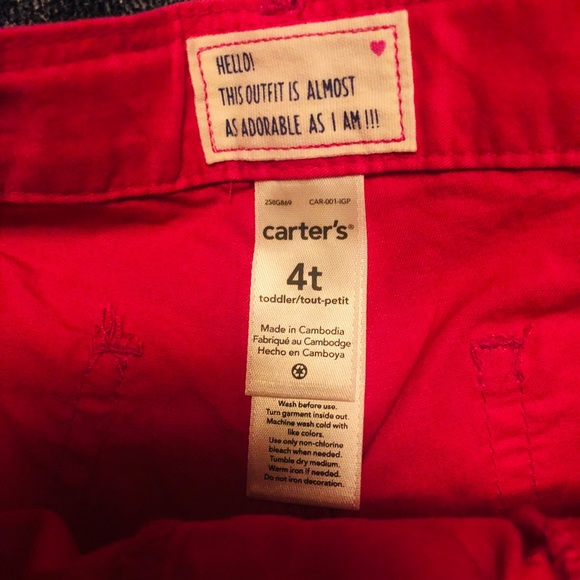 HELLO!
THIS OUTFIT IS ALMOST
AS ADORABLE AS I AM!!!
258G869 CAR-001-IGP
carter's®
4t
toddler/tout-petit
Made in Cambodia
Fabriqué au Cambodge
Hecho en Camboya
Wash before use.
Turn garment inside out.
Machine wash cold with
like colors.
Use only non-chlorine
bleach when needed.
Tumble dry medium.
Warm iron if needed.
Do not iron decoration.